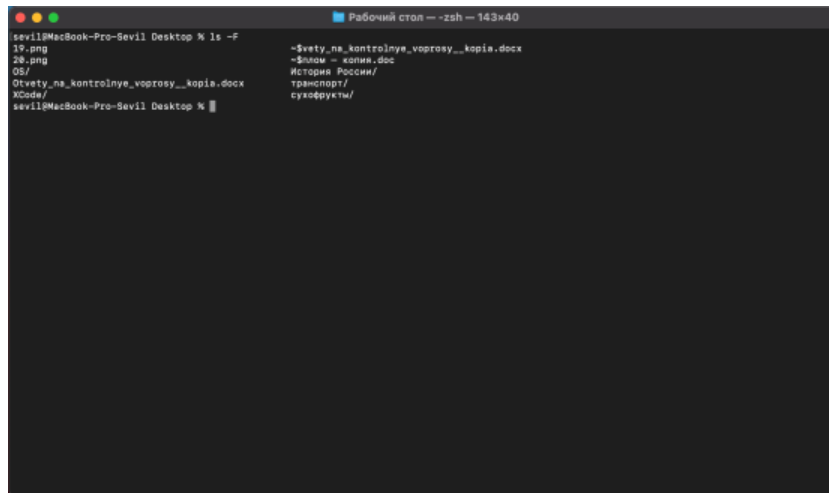 Рабочий стол — -zsh — 143×40
sevil@MacBook-Pro-Sevil Desktop % ls -F
19.png ~$vety_na_kontrolnye_voprosy__kopia.docx
20.png ~$плом — копия.doc
OS/ История России/
Otvety_na_kontrolnye_voprosy__kopia.docx транспорт/
XCode/ сухофрукты/
sevil@MacBook-Pro-Sevil Desktop %